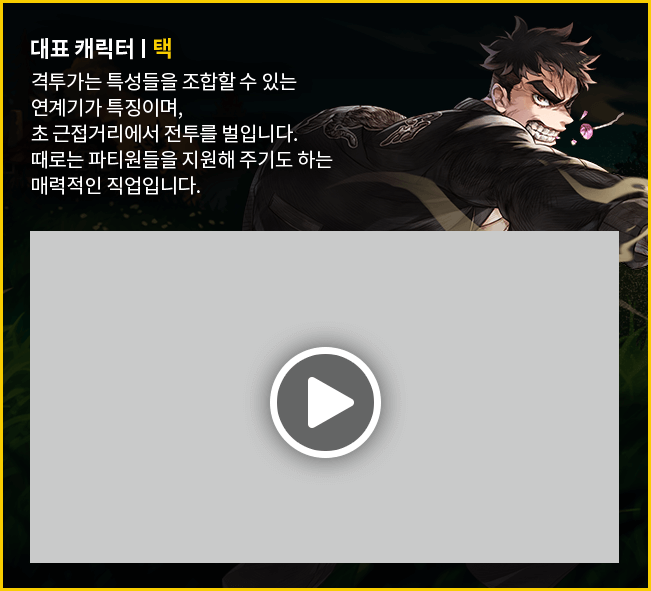 대표 캐릭터 | 택
격투가는 특성들을 조합할 수 있는
연계기가 특징이며,
초 근접거리에서 전투를 벌입니다.
때로는 파티원들을 지원해 주기도 하는
매력적인 직업입니다.